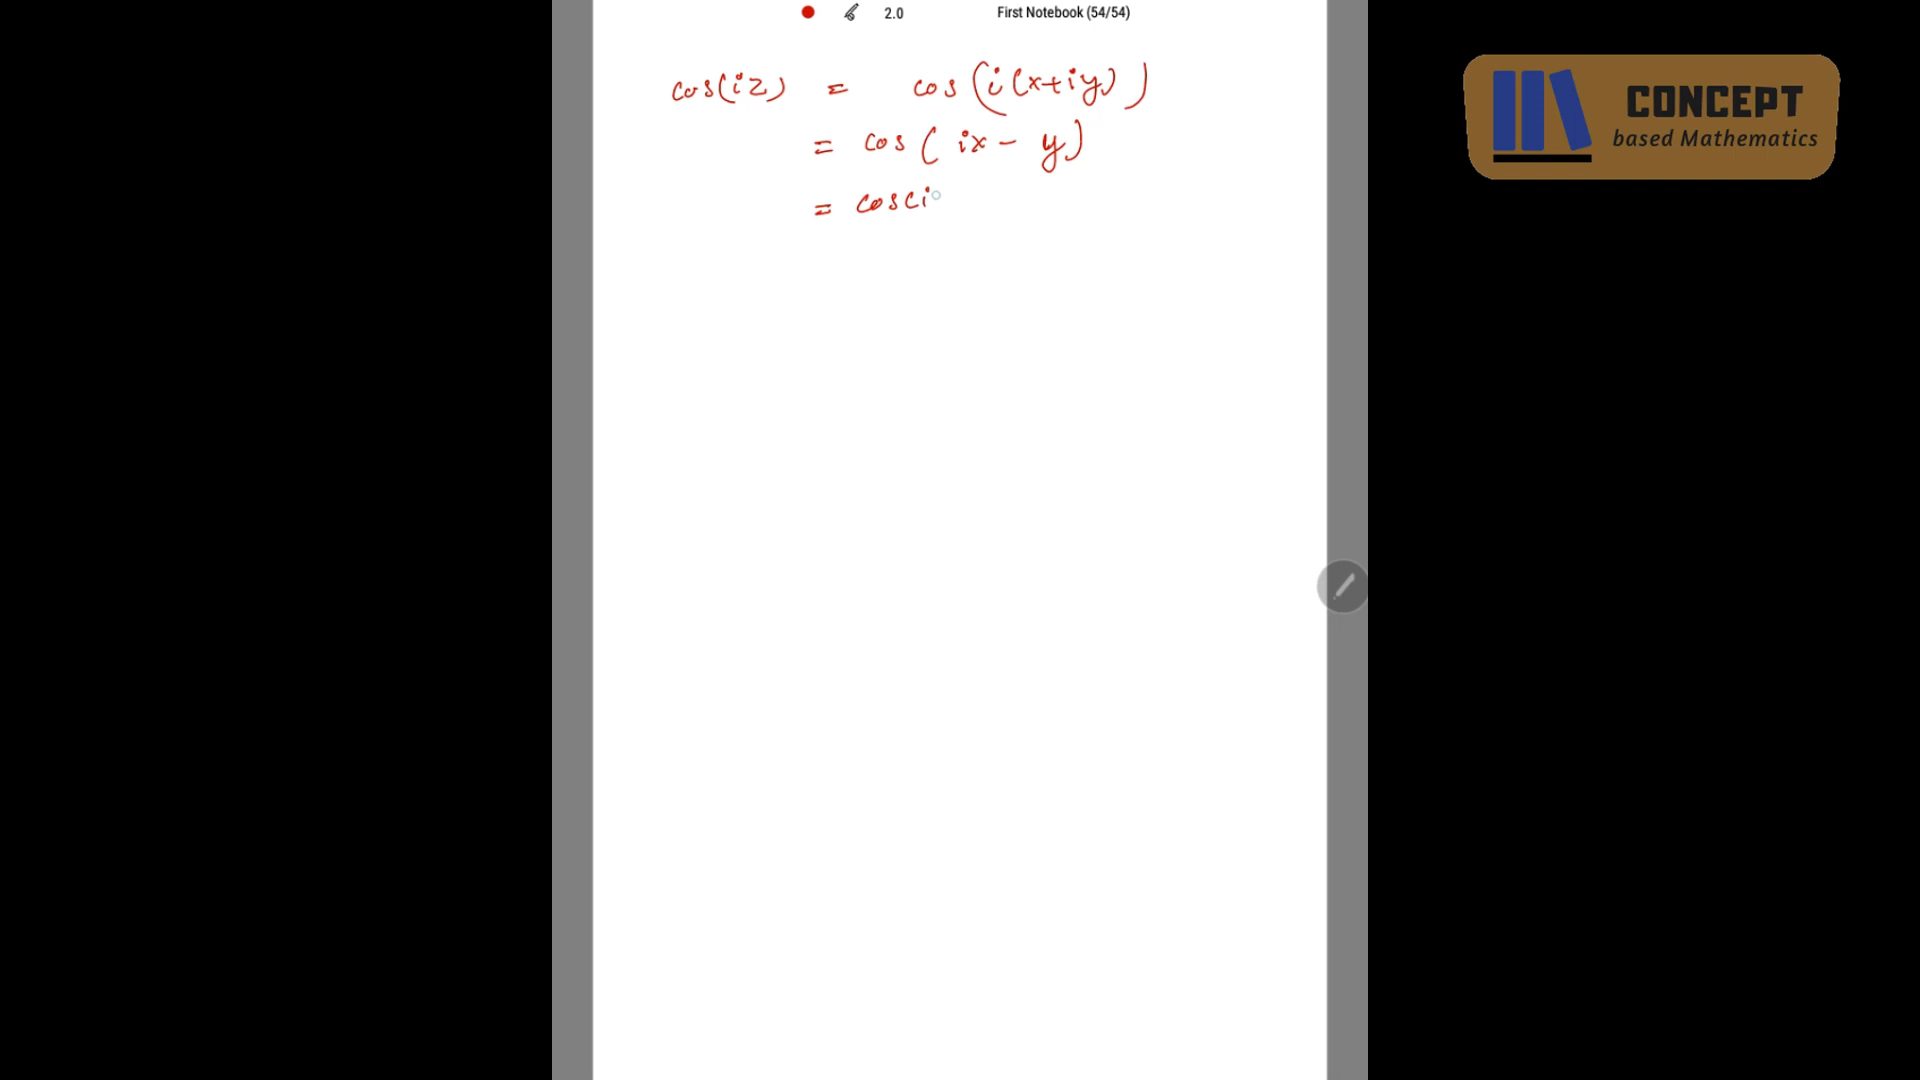 2.0 First Notebook (54/54)
cos(iz) = cos(i(x+iy))
= cos(ix - y)
= cos(i
CONCEPT
based Mathematics